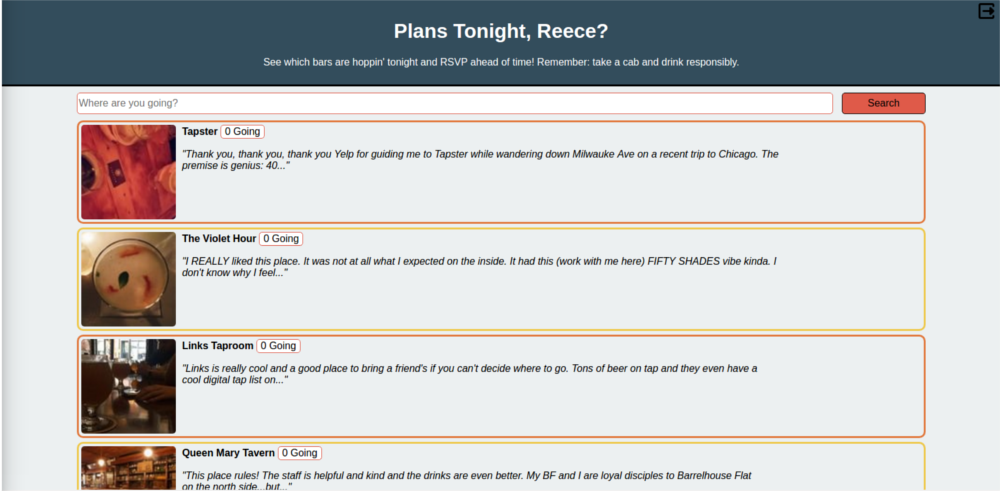 Plans Tonight, Reece?
See which bars are hoppin' tonight and RSVP ahead of time! Remember: take a cab and drink responsibly.
Where are you going?
Search
Tapster 0 Going
"Thank you, thank you, thank you Yelp for guiding me to Tapster while wandering down Milwauke Ave on a recent trip to Chicago. The
premise is genius: 40..."
The Violet Hour 0 Going
"I REALLY liked this place. It was not at all what I expected on the inside. It had this (work with me here) FIFTY SHADES vibe kinda. I
don't know why I feel..."
Links Taproom 0 Going
"Links is really cool and a good place to bring a friend's if you can't decide where to go. Tons of beer on tap and they even have a
cool digital tap list on..."
Queen Mary Tavern 0 Going
"This place rules! The staff is helpful and kind and the drinks are even better. My BF and I are loyal disciples to Barrelhouse Flat
on the north side...but..."